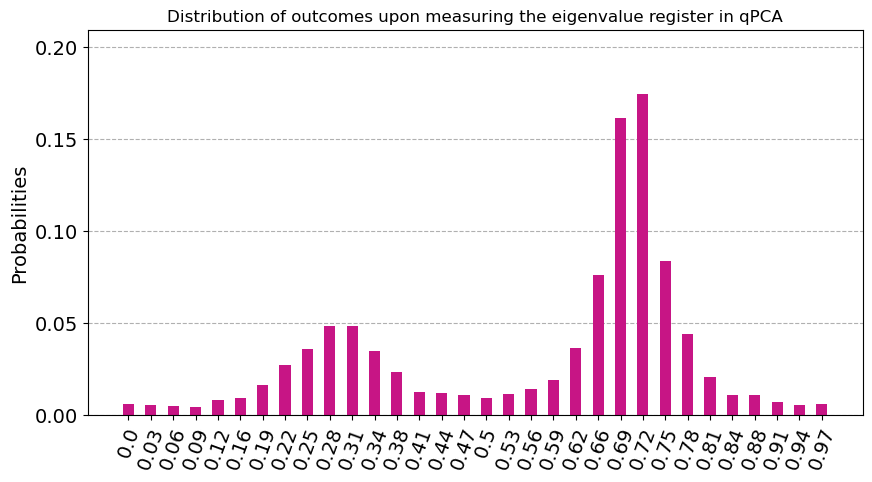 Distribution of outcomes upon measuring the eigenvalue register in qPCA
Probabilities
0.20
0.15
0.10
0.05
0.00
0.0 0.03 0.06 0.09 0.12 0.16 0.19 0.22 0.25 0.28 0.31 0.34 0.38 0.41 0.44 0.47 0.5 0.53 0.56 0.59 0.62 0.66 0.69 0.72 0.75 0.78 0.81 0.84 0.88 0.91 0.94 0.97